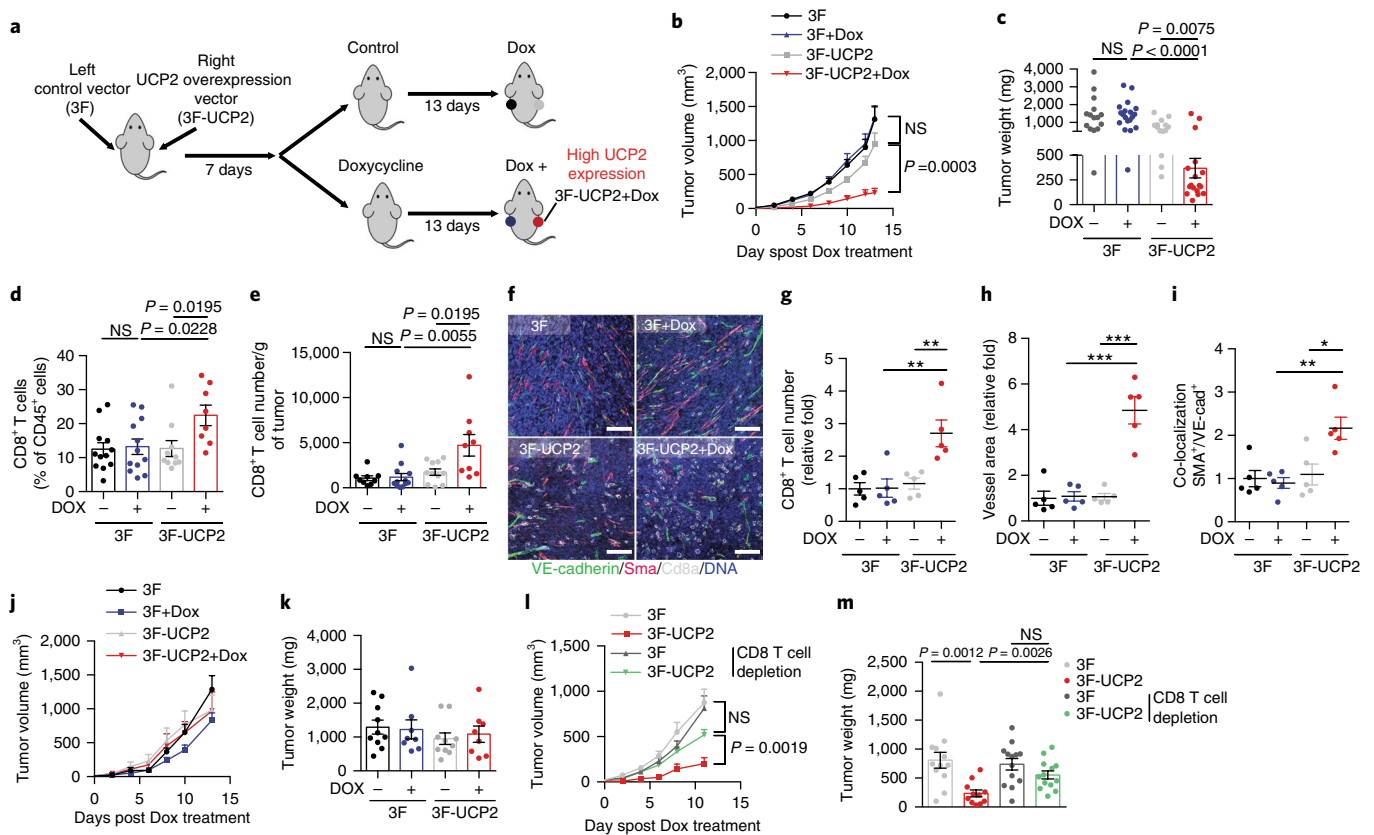 a
Left
control vector
(3F)
Right
UCP2 overexpression
vector
(3F-UCP2)
7 days
Control
13 days
Dox
Doxycycline
13 days
Dox +
High UCP2
expression
3F-UCP2+Dox
b
3F
3F+Dox
3F-UCP2
3F-UCP2+Dox
Tumor volume (mm³)
2,000
1,500
1,000
500
0
0 5 10 15
Day spost Dox treatment
NS
P =0.0003
c
P = 0.0075
NS P < 0.0001
Tumor weight (mg)
4,000
3,000
2,000
1,000
500
250
0
DOX – + – +
3F 3F-UCP2
d
P = 0.0195
NS P = 0.0228
CD8⁺ T cells
(% of CD45⁺ cells)
40
30
20
10
0
DOX – + – +
3F 3F-UCP2
e
P = 0.0195
NS P = 0.0055
CD8⁺ T cell number/g
of tumor
15,000
10,000
5,000
0
DOX – + – +
3F 3F-UCP2
f
3F 3F+Dox
3F-UCP2 3F-UCP2+Dox
VE-cadherin/Sma/Cd8a/DNA
g
**
**
CD8⁺ T cell number
(relative fold)
5
4
3
2
1
0
DOX – + – +
3F 3F-UCP2
h
***
***
Vessel area (relative fold)
8
6
4
2
0
DOX – + – +
3F 3F-UCP2
i
*
**
Co-localization
SMA⁺/VE-cad⁺
4
3
2
1
0
DOX – + – +
3F 3F-UCP2
j
3F
3F+Dox
3F-UCP2
3F-UCP2+Dox
Tumor volume (mm³)
2,000
1,500
1,000
500
0
0 5 10 15
Days post Dox treatment
k
Tumor weight (mg)
4,000
3,000
2,000
1,000
0
DOX – + – +
3F 3F-UCP2
l
3F
3F-UCP2
3F
3F-UCP2
CD8 T cell
depletion
Tumor volume (mm³)
1,500
1,000
500
0
0 5 10 15
Day spost Dox treatment
NS
P = 0.0019
m
NS
P = 0.0012 P = 0.0026
Tumor weight (mg)
2,500
2,000
1,500
1,000
500
0
3F
3F-UCP2
3F
3F-UCP2
CD8 T cell
depletion